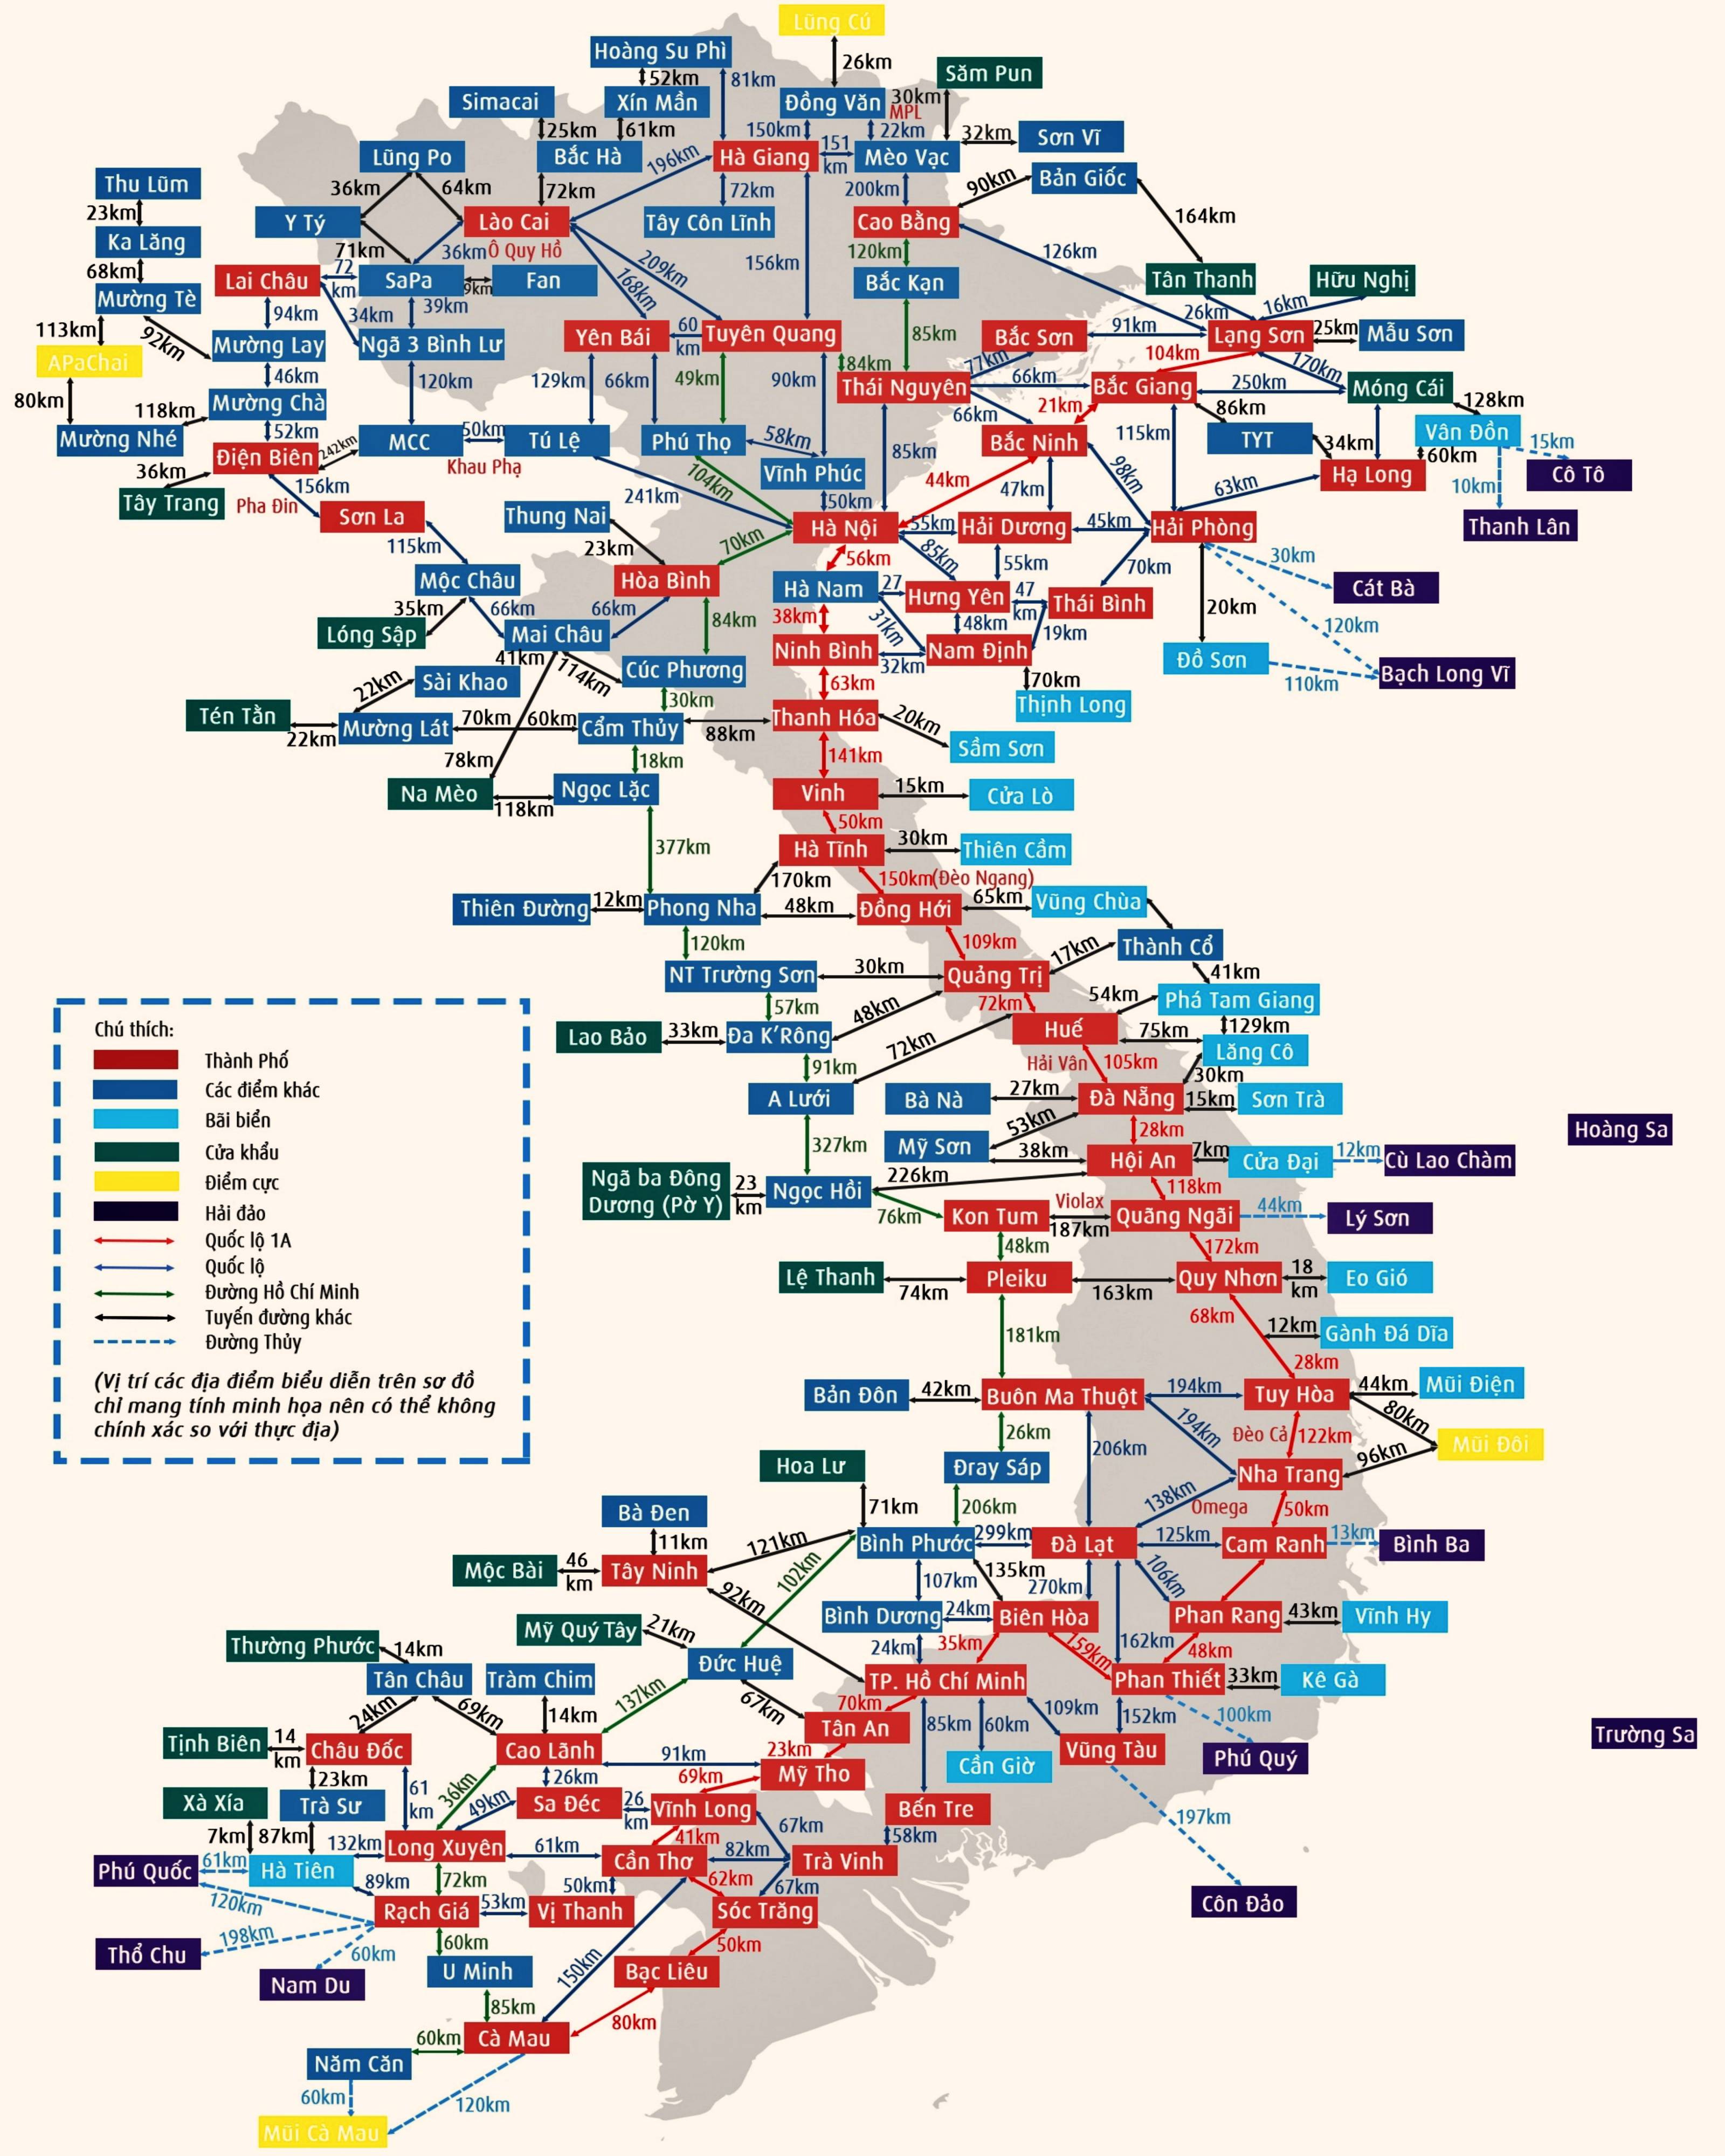 Lũng Cú
Hoàng Su Phì
26km
Săm Pun
52km
81km
Simacai
Xín Mần
Đồng Văn
30km
MPL
25km
61km
150km
22km
32km
Sơn Vĩ
Lũng Po
Bắc Hà
196km
Hà Giang
151
km
Mèo Vạc
Thu Lũm
36km
64km
72km
72km
200km
90km
Bản Giốc
23km
Y Tý
Lào Cai
Tây Côn Lĩnh
Cao Bằng
164km
Ka Lăng
71km
36km
Ô Quy Hồ
209km
156km
120km
126km
68km
Lai Châu
72
km
SaPa
9km
Fan
168km
Bắc Kạn
Tân Thanh
Hữu Nghị
Mường Tè
94km
34km
39km
26km
16km
113km
92km
Mường Lay
Ngã 3 Bình Lư
Yên Bái
60
km
Tuyên Quang
85km
Bắc Sơn
91km
Lạng Sơn
25km
Mẫu Sơn
APaChai
46km
120km
129km
66km
49km
90km
84km
77km
104km
170km
80km
118km
Mường Chà
Thái Nguyên
66km
Bắc Giang
250km
Móng Cái
Mường Nhé
52km
MCC
50km
Tú Lệ
Phú Thọ
58km
66km
21km
86km
128km
36km
Điện Biên
242km
Khau Phạ
Vĩnh Phúc
85km
Bắc Ninh
115km
TYT
34km
Vân Đồn
15km
60km
Tây Trang
Pha Đin
156km
241km
104km
50km
44km
47km
98km
63km
Hạ Long
10km
Cô Tô
Sơn La
Thung Nai
Hà Nội
55km
Hải Dương
45km
Hải Phòng
Thanh Lân
115km
23km
70km
56km
85km
55km
70km
30km
Mộc Châu
Hòa Bình
Hà Nam
27
Hưng Yên
47
km
Thái Bình
20km
Cát Bà
35km
66km
66km
84km
38km
31km
48km
19km
120km
Lóng Sập
Mai Châu
41km
114km
Cúc Phương
Ninh Bình
32km
Nam Định
Đồ Sơn
110km
Bạch Long Vĩ
22km
Sài Khao
30km
63km
70km
Thịnh Long
Tén Tằn
22km
Mường Lát
70km
60km
Cẩm Thủy
88km
Thanh Hóa
20km
Sầm Sơn
78km
18km
141km
Na Mèo
118km
Ngọc Lặc
Vinh
15km
Cửa Lò
377km
50km
Hà Tĩnh
30km
Thiên Cầm
170km
150km(Đèo Ngang)
Thiên Đường
12km
Phong Nha
48km
Đồng Hới
65km
Vũng Chùa
120km
109km
17km
Thành Cổ
NT Trường Sơn
30km
Quảng Trị
41km
57km
48km
72km
54km
Phá Tam Giang
Lao Bảo
33km
Đa K'Rông
72km
Huế
75km
129km
Lăng Cô
91km
Hải Vân
105km
30km
A Lưới
Bà Nà
27km
Đà Nẵng
15km
Sơn Trà
327km
Mỹ Sơn
53km
28km
Hoàng Sa
38km
Hội An
7km
Cửa Đại
12km
Cù Lao Chàm
Ngã ba Đông
Dương (Pờ Y)
23
km
Ngọc Hồi
226km
118km
76km
Kon Tum
Violax
187km
Quãng Ngãi
44km
Lý Sơn
48km
172km
Lệ Thanh
74km
Pleiku
163km
Quy Nhơn
18
km
Eo Gió
181km
68km
12km
Gành Đá Dĩa
28km
Bản Đôn
42km
Buôn Ma Thuột
194km
Tuy Hòa
44km
Mũi Điện
26km
206km
194km
Đèo Cả
122km
80km
96km
Mũi Đôi
Hoa Lư
Đray Sáp
Nha Trang
71km
206km
138km
Omega
50km
Bà Đen
11km
121km
Bình Phước
299km
Đà Lạt
125km
Cam Ranh
13km
Bình Ba
Mộc Bài
46
km
Tây Ninh
102km
107km
135km
270km
106km
92km
Bình Dương
24km
Biên Hòa
Phan Rang
43km
Vĩnh Hy
Mỹ Quý Tây
21km
24km
35km
159km
162km
48km
Thường Phước
14km
Tân Châu
Tràm Chim
Đức Huệ
TP. Hồ Chí Minh
Phan Thiết
33km
Kê Gà
24km
69km
14km
137km
67km
70km
85km
60km
109km
152km
100km
Tịnh Biên
14
km
Châu Đốc
Cao Lãnh
91km
Tân An
23km
Cần Giờ
Vũng Tàu
Phú Quý
Trường Sa
23km
61
km
36km
26km
69km
Mỹ Tho
Xà Xía
Trà Sư
49km
Sa Đéc
26
km
Vĩnh Long
Bến Tre
197km
7km
87km
132km
Long Xuyên
61km
41km
82km
67km
58km
Phú Quốc
61km
Hà Tiên
89km
72km
Cần Thơ
62km
Trà Vinh
67km
120km
Rạch Giá
53km
50km
Vị Thanh
Sóc Trăng
Côn Đảo
198km
60km
60km
150km
50km
Thổ Chu
Nam Du
U Minh
Bạc Liêu
85km
80km
60km
Cà Mau
Năm Căn
60km
120km
Mũi Cà Mau
Chú thích:
Thành Phố
Các điểm khác
Bãi biển
Cửa khẩu
Điểm cực
Hải đảo
Quốc lộ 1A
Quốc lộ
Đường Hồ Chí Minh
Tuyến đường khác
Đường Thủy
(Vị trí các địa điểm biểu diễn trên sơ đồ
chỉ mang tính minh họa nên có thể không
chính xác so với thực địa)